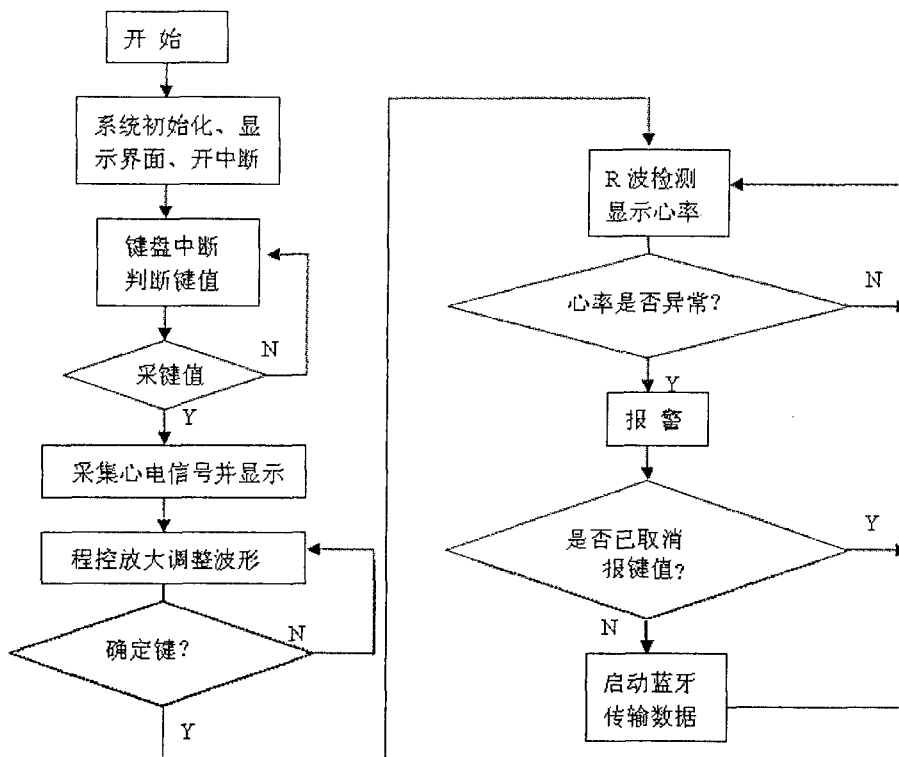 开 始
系统初始化、显
示界面、开中断
键盘中断
判断键值
采键值
N
Y
采集心电信号并显示
程控放大调整波形
确定键?
N
Y
R 波检测
显示心率
心率是否异常?
N
Y
报 警
是否已取消
报键值?
Y
N
启动蓝牙
传输数据